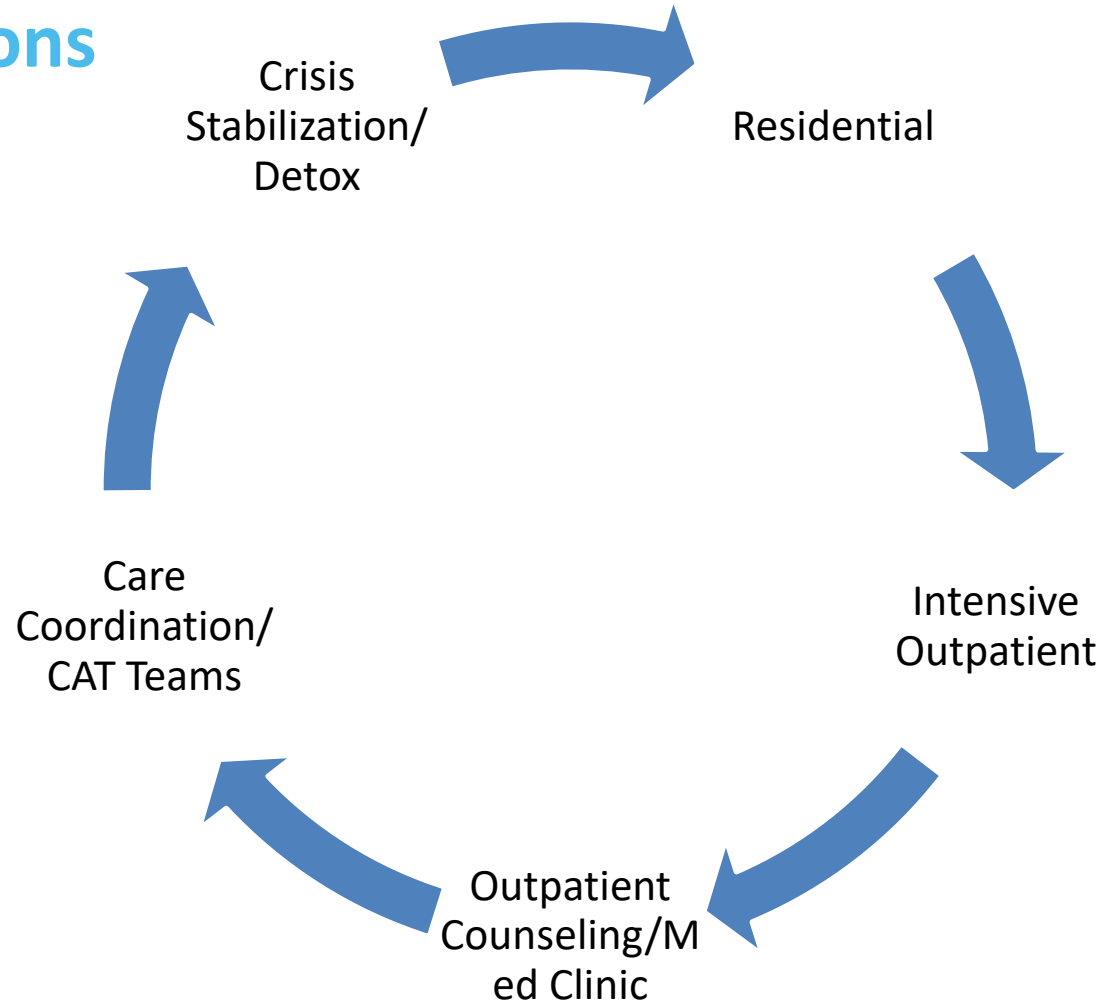 ons
Crisis
Stabilization/
Detox
Residential
Intensive
Outpatient
Outpatient
Counseling/M
ed Clinic
Care
Coordination/
CAT Teams